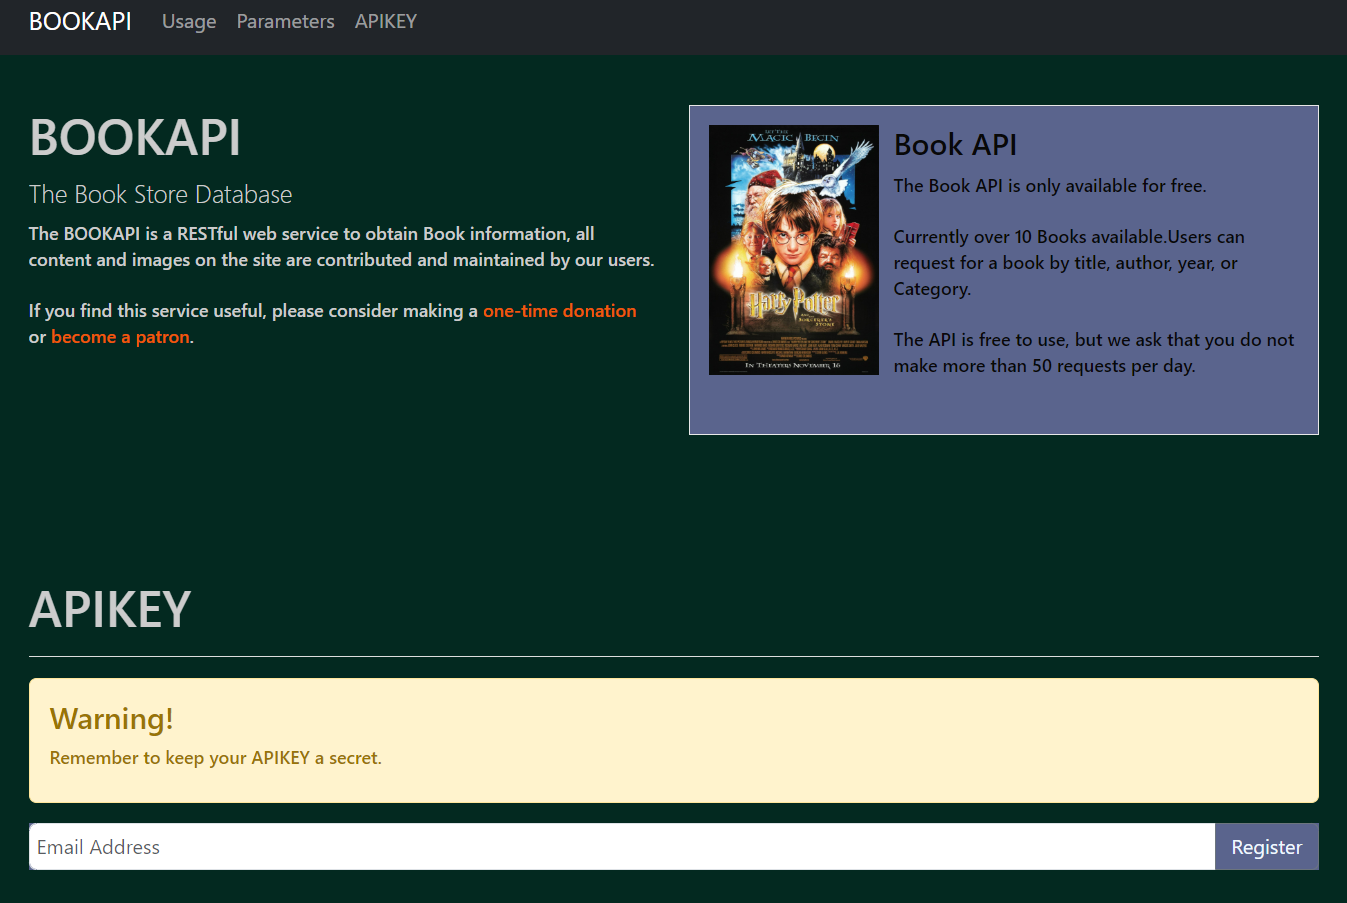 BOOKAPI Usage Parameters APIKEY
BOOKAPI
The Book Store Database
The BOOKAPI is a RESTful web service to obtain Book information, all
content and images on the site are contributed and maintained by our users.
If you find this service useful, please consider making a one-time donation
or become a patron.
LET THE
MAGIC BEGIN
Harry Potter
AND THE
SORCERER'S
STONE
IN THEATERS NOVEMBER 16
Book API
The Book API is only available for free.
Currently over 10 Books available.Users can
request for a book by title, author, year, or
Category.
The API is free to use, but we ask that you do not
make more than 50 requests per day.
APIKEY
Warning!
Remember to keep your APIKEY a secret.
Email Address
Register